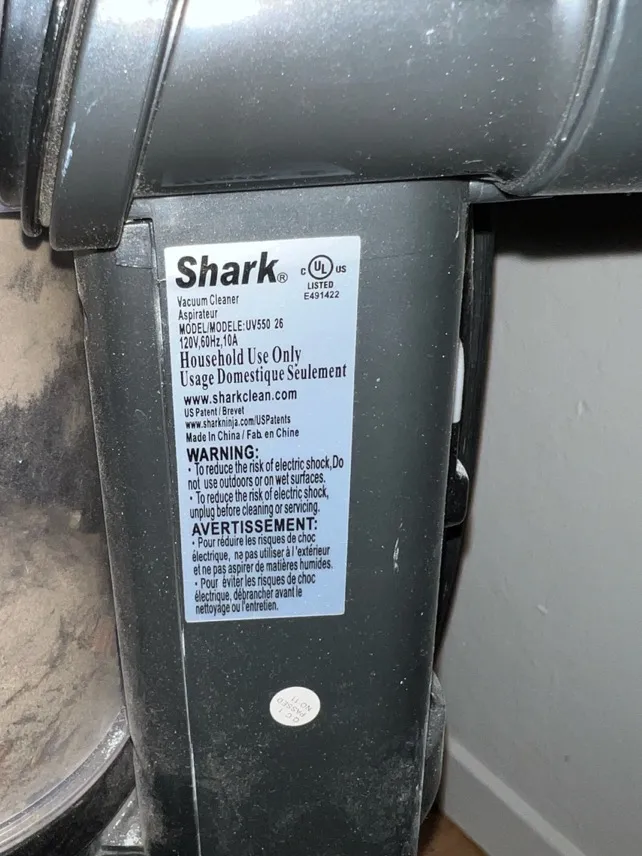 Shark®
C UL US
LISTED
E491422
Vacuum Cleaner
Aspirateur
MODEL/MODELE:UV550 26
120V,60Hz,10A
Household Use Only
Usage Domestique Seulement
www.sharkclean.com
US Patent / Brevet
www.sharkninja.com/USPatents
Made In China / Fab. en Chine
WARNING:
• To reduce the risk of electric shock,Do
not use outdoors or on wet surfaces.
• To reduce the risk of electric shock,
unplug before cleaning or servicing.
AVERTISSEMENT:
• Pour réduire les risques de choc
électrique, na pas utiliser à l'extérieur
et ne pas aspirer de matières humides.
• Pour éviter les risques de choc
électrique, débrancher avant le
nettoyage ou l'entretien.
Q.C 1
PASSED
NO.11